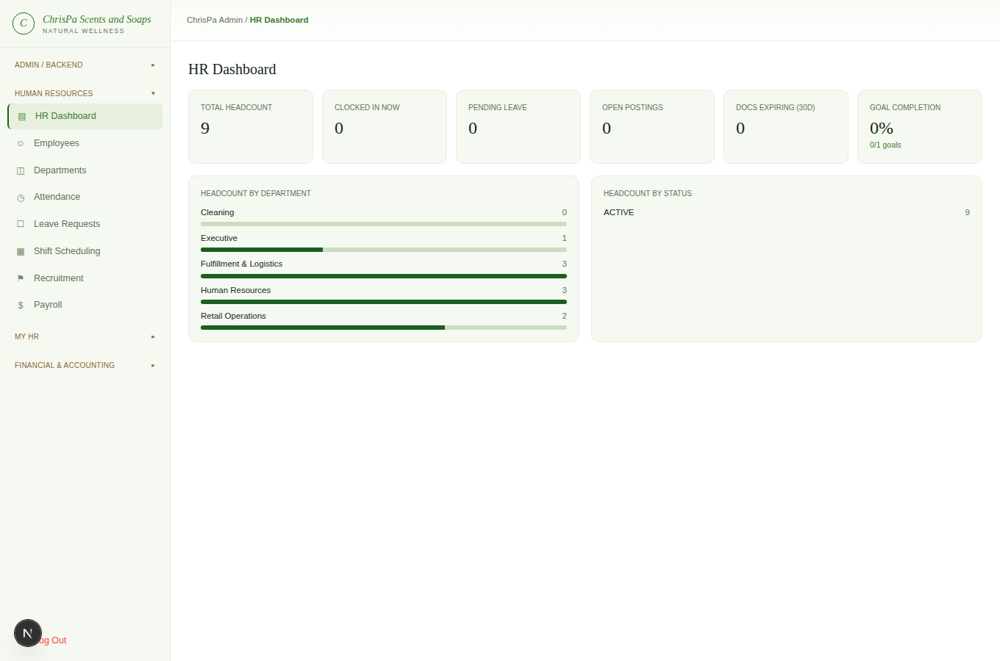 C
ChrisPa Scents and Soaps
NATURAL WELLNESS
ADMIN / BACKEND
HUMAN RESOURCES
HR Dashboard
Employees
Departments
Attendance
Leave Requests
Shift Scheduling
Recruitment
$ Payroll
MY HR
FINANCIAL & ACCOUNTING
N
og Out
ChrisPa Admin / HR Dashboard
HR Dashboard
TOTAL HEADCOUNT
9
CLOCKED IN NOW
0
PENDING LEAVE
0
OPEN POSTINGS
0
DOCS EXPIRING (30D)
0
GOAL COMPLETION
0%
0/1 goals
HEADCOUNT BY DEPARTMENT
Cleaning 0
Executive 1
Fulfillment & Logistics 3
Human Resources 3
Retail Operations 2
HEADCOUNT BY STATUS
ACTIVE 9